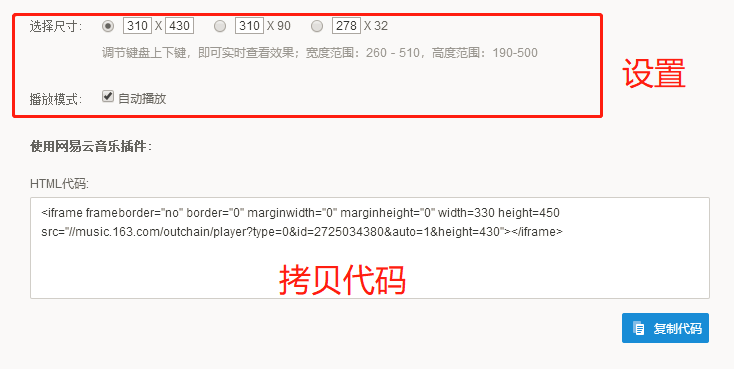 选择尺寸： 310 X 430 310 X 90 278 X 32
调节键盘上下键，即可实时查看效果；宽度范围：260 - 510，高度范围：190-500
设置
播放模式： 自动播放
使用网易云音乐插件：
HTML代码:
<iframe frameborder="no" border="0" marginwidth="0" marginheight="0" width=330 height=450
src="//music.163.com/outchain/player?type=0&id=2725034380&auto=1&height=430"></iframe>
拷贝代码
复制代码